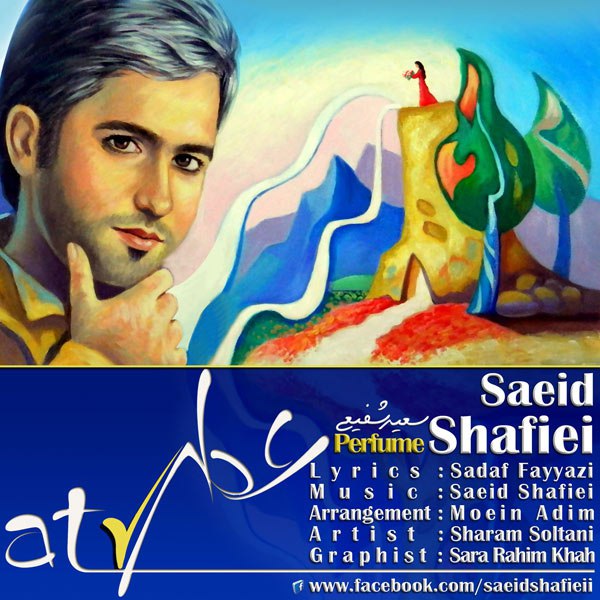 Saeid
سعید شفیعی
Perfume Shafiei
عطر
atr
Lyrics : Sadaf Fayyazi
Music : Saeid Shafiei
Arrangement : Moein Adim
Artist : Sharam Soltani
Graphist : Sara Rahim Khah
www.facebook.com/saeidshafieii